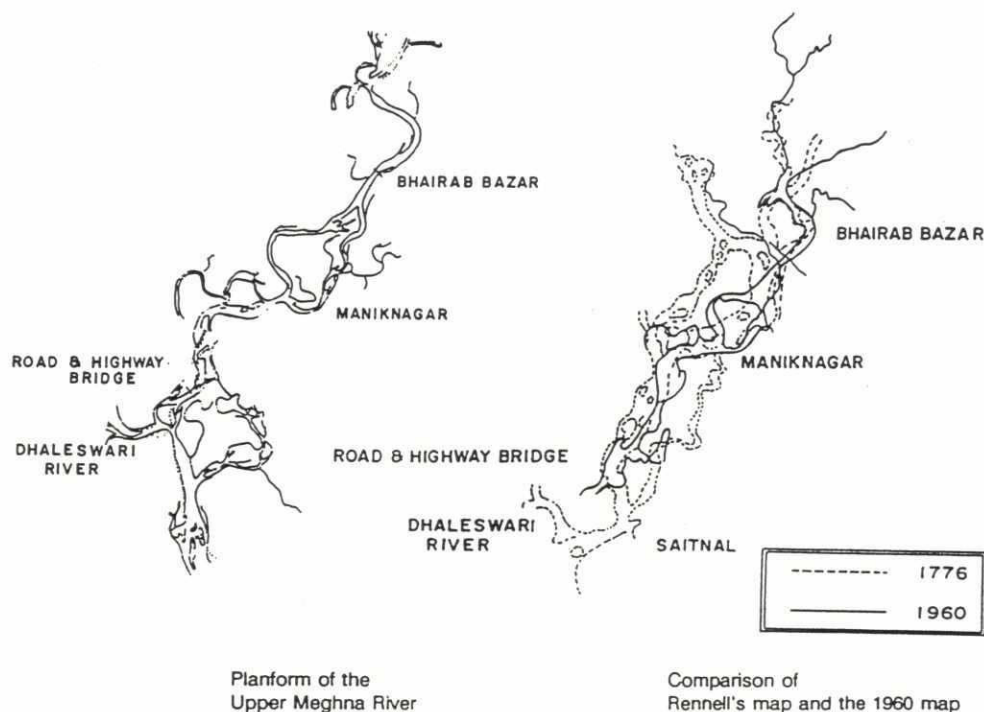 BHAIRAB BAZAR
MANIKNAGAR
ROAD & HIGHWAY
BRIDGE
DHALESWARI
RIVER
Planform of the
Upper Meghna River
BHAIRAB BAZAR
MANIKNAGAR
ROAD & HIGHWAY BRIDGE
DHALESWARI
RIVER
SAITNAL
1776
1960
Comparison of
Rennell's map and the 1960 map